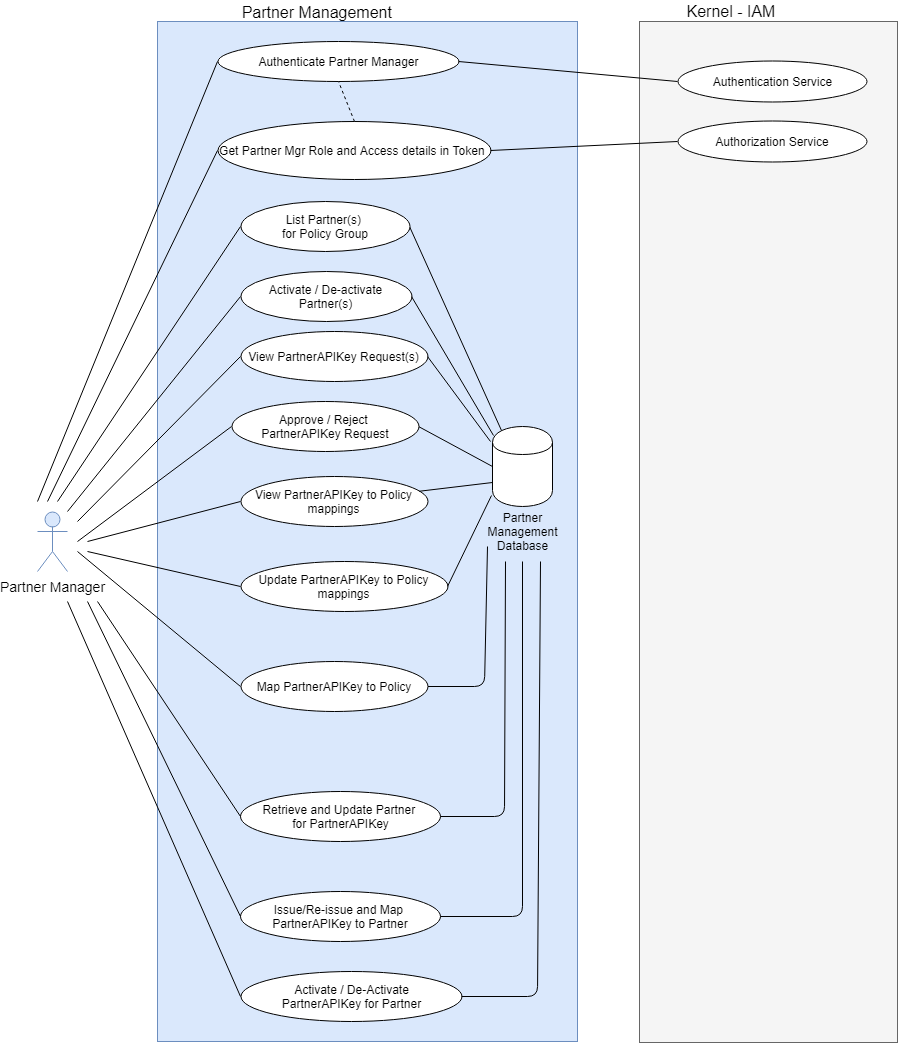 Partner Management
Kernel - IAM
Authenticate Partner Manager
Authentication Service
Get Partner Mgr Role and Access details in Token
Authorization Service
List Partner(s)
for Policy Group
Activate / De-activate
Partner(s)
View PartnerAPIKey Request(s)
Approve / Reject
PartnerAPIKey Request
View PartnerAPIKey to Policy
mappings
Partner
Management
Database
Update PartnerAPIKey to Policy
mappings
Partner Manager
Map PartnerAPIKey to Policy
Retrieve and Update Partner
for PartnerAPIKey
Issue/Re-issue and Map
PartnerAPIKey to Partner
Activate / De-Activate
PartnerAPIKey for Partner